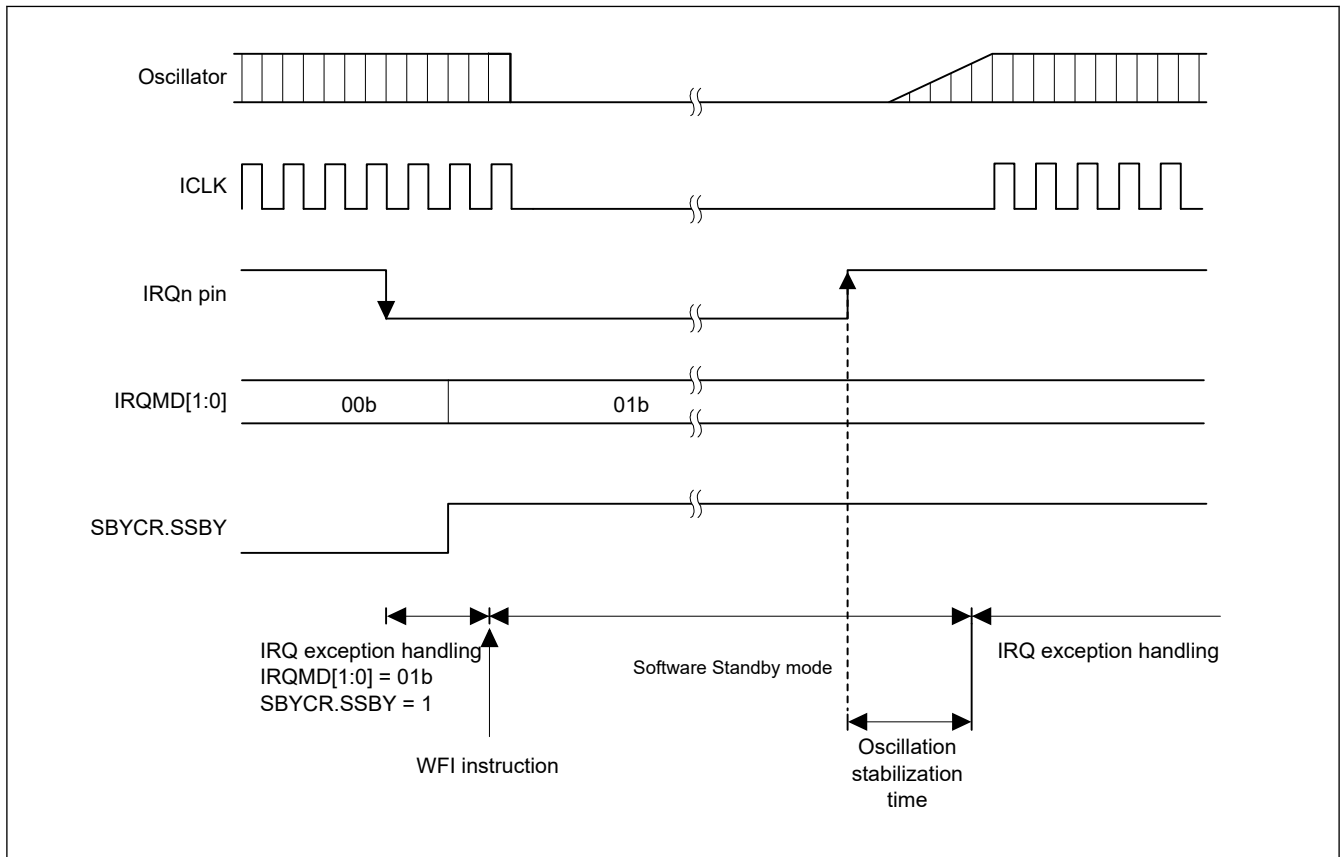 Oscillator
ICLK
IRQn pin
IRQMD[1:0]
00b
01b
SBYCR.SSBY
IRQ exception handling
IRQMD[1:0] = 01b
SBYCR.SSBY = 1
WFI instruction
Software Standby mode
Oscillation
stabilization
time
IRQ exception handling